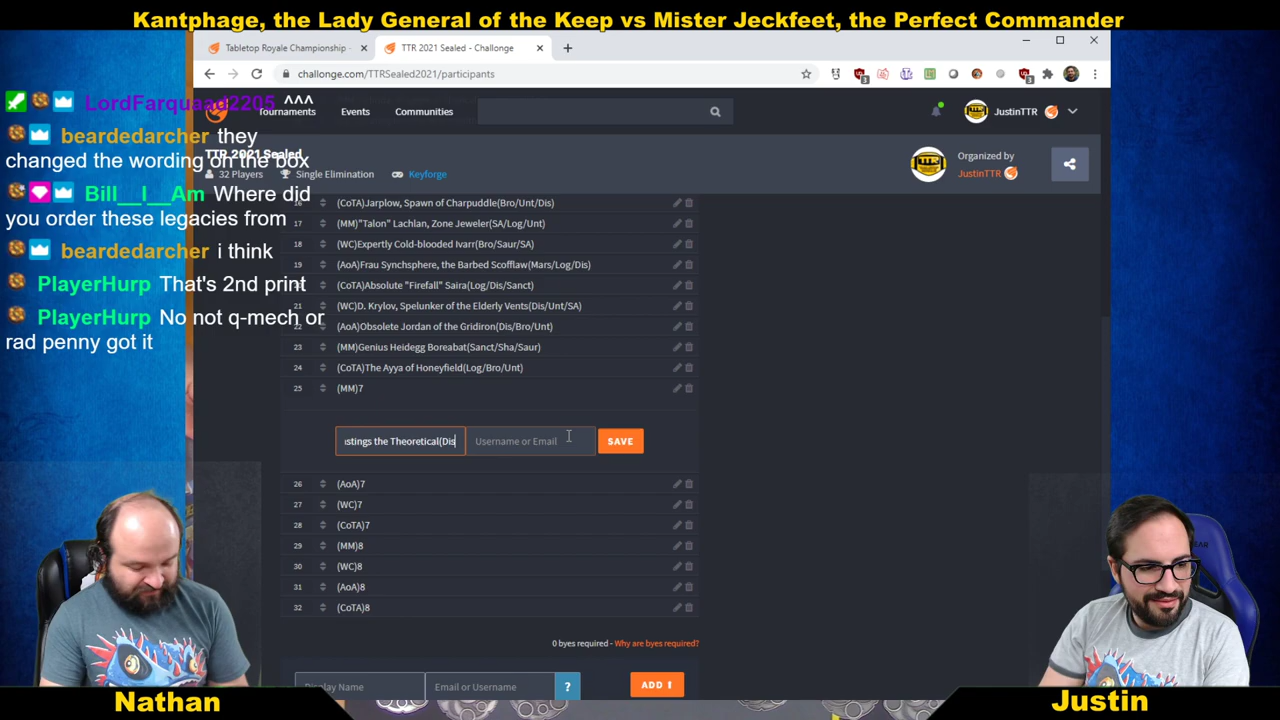 Kantphage, the Lady General of the Keep vs Mister Jeckfeet, the Perfect Commander
Tabletop Royale Championship -
TTR 2021 Sealed - Challonge
challonge.com/TTRSealed2021/participants
LordFarquaad2205 ^^^
beardedarcher they
changed the wording on the box
Bill__I__Am Where did
you order these legacies from
beardedarcher i think
PlayerHurp That's 2nd print
PlayerHurp No not q-mech or
rad penny got it
Tournaments Events Communities
JustinTTR
TTR 2021 Sealed
32 Players Single Elimination Keyforge
Organized by
JustinTTR
16 (CoTA)Jarplow, Spawn of Charpuddle(Bro/Unt/Dis)
17 (MM)"Talon" Lachlan, Zone Jeweler(SA/Log/Unt)
18 (WC)Expertly Cold-blooded Ivarr(Bro/Saur/SA)
19 (AoA)Frau Synchsphere, the Barbed Scofflaw(Mars/Log/Dis)
(CoTA)Absolute "Firefall" Saira(Log/Dis/Sanct)
21 (WC)D. Krylov, Spelunker of the Elderly Vents(Dis/Unt/SA)
22 (AoA)Obsolete Jordan of the Gridiron(Dis/Bro/Unt)
23 (MM)Genius Heidegg Boreabat(Sanct/Sha/Saur)
24 (CoTA)The Ayya of Honeyfield(Log/Bro/Unt)
25 (MM)7
istings the Theoretical(Dis Username or Email SAVE
26 (AoA)7
27 (WC)7
28 (CoTA)7
29 (MM)8
30 (WC)8
31 (AoA)8
32 (CoTA)8
0 byes required - Why are byes required?
Display Name Email or Username ? ADD
Nathan
Justin